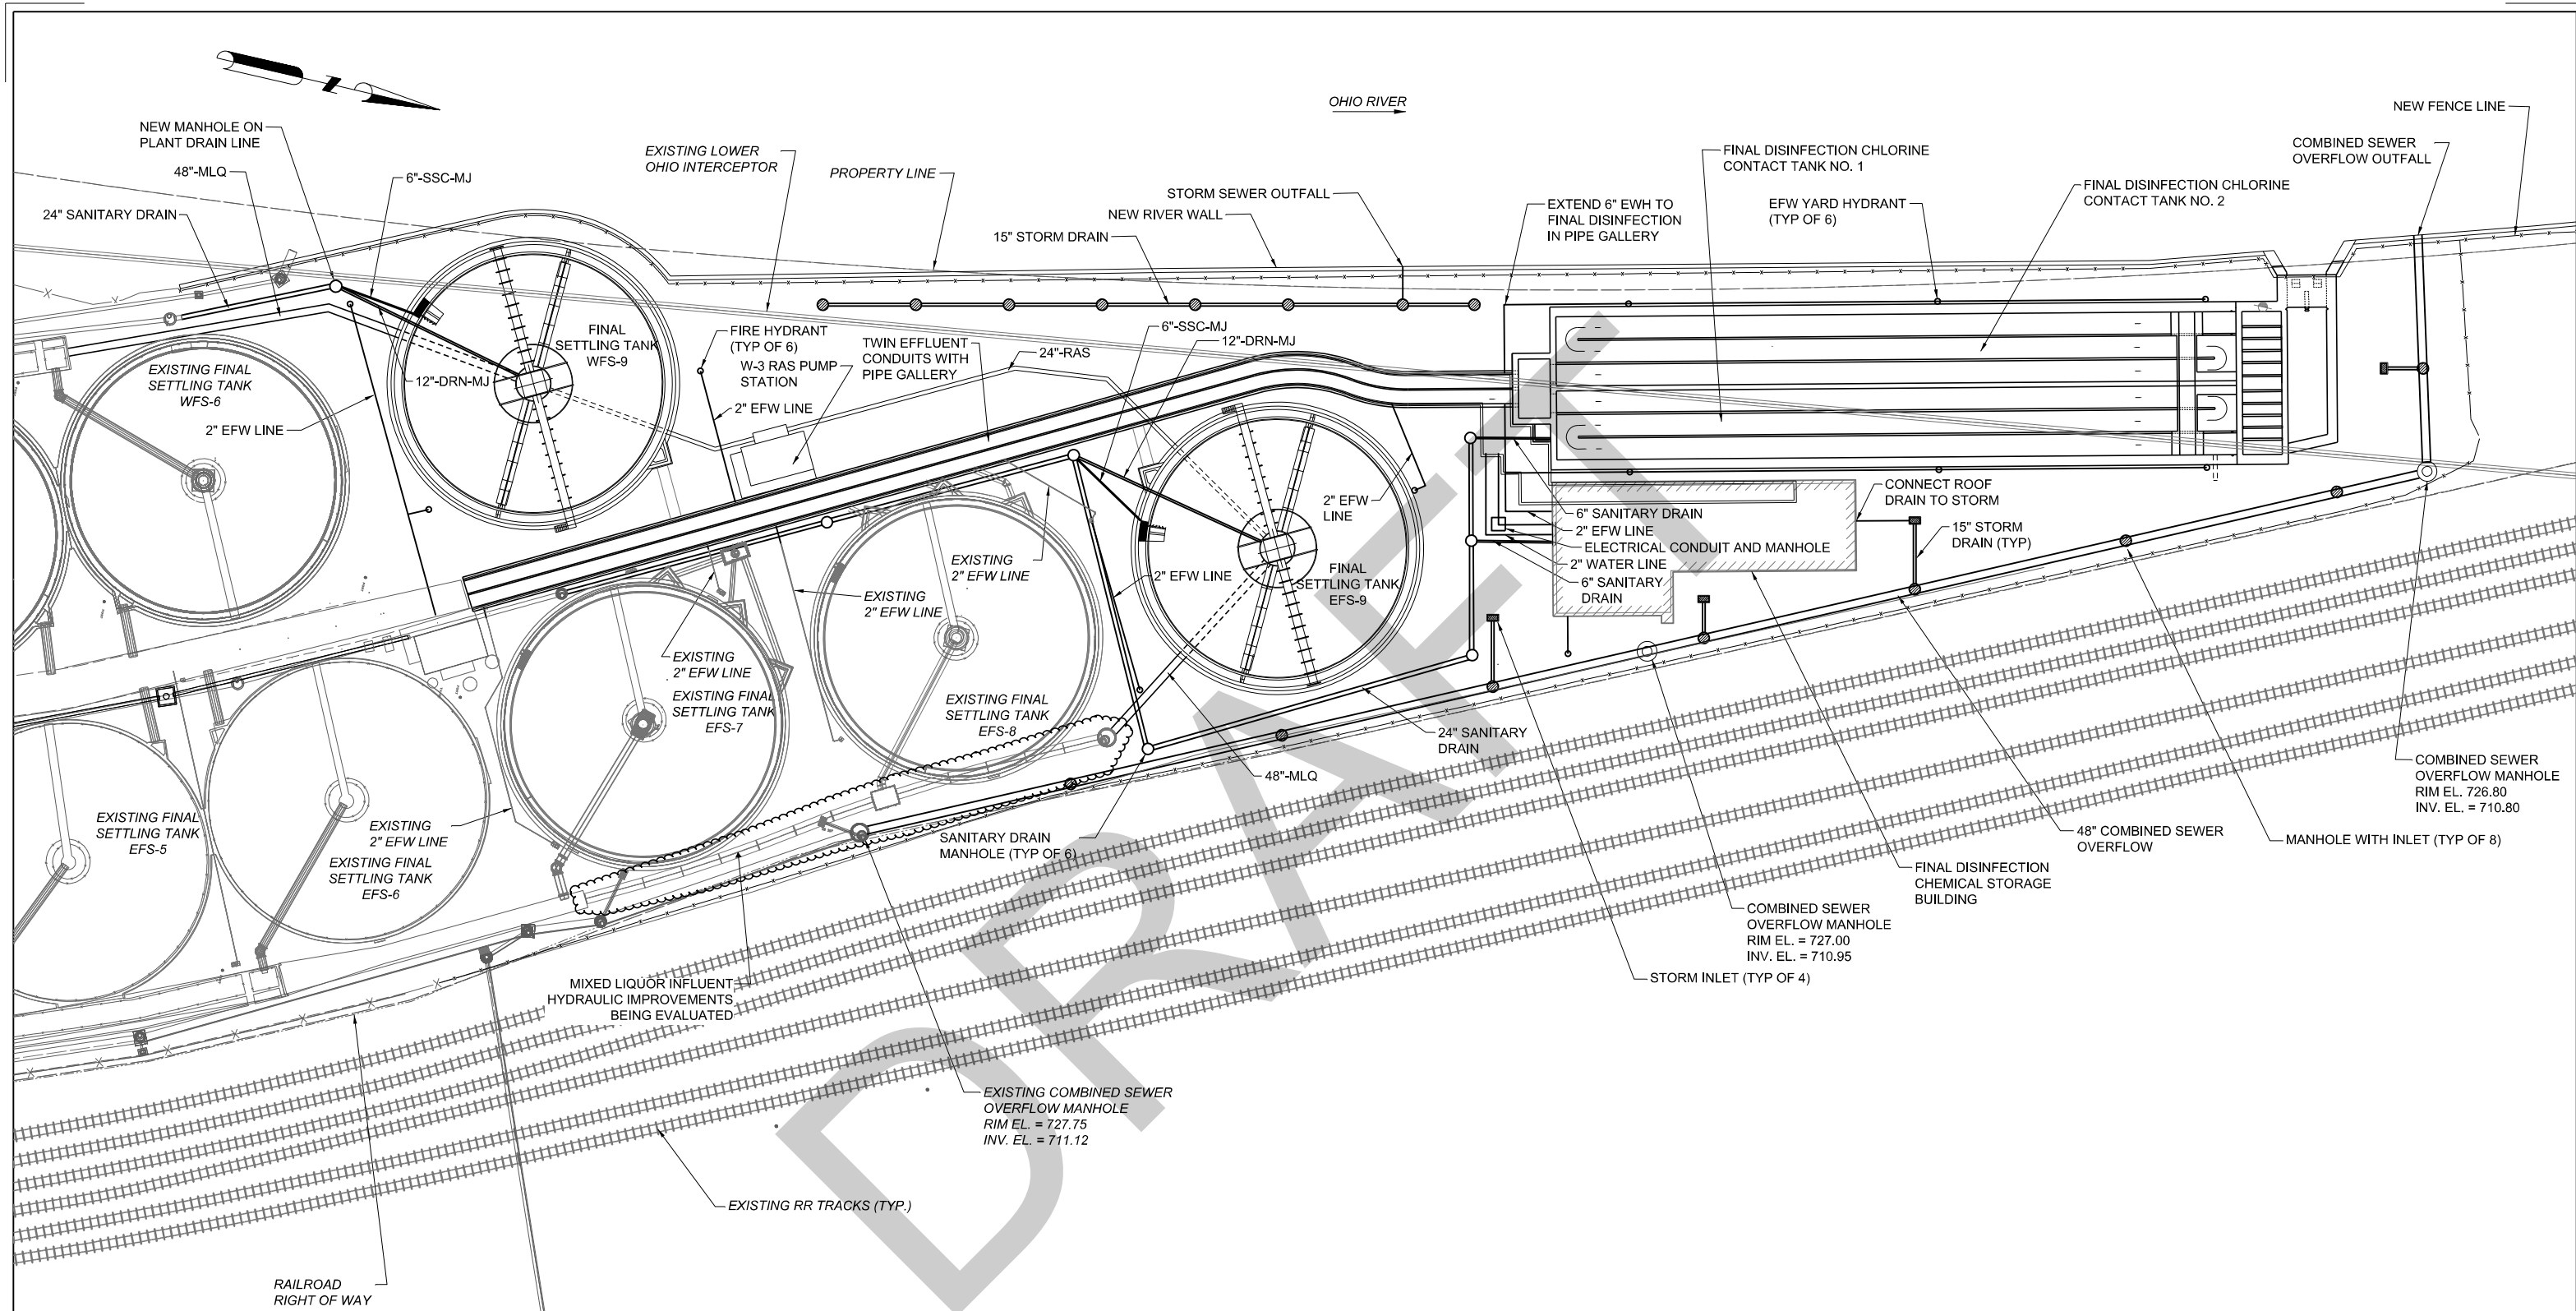 OHIO RIVER
NEW FENCE LINE
NEW MANHOLE ON
PLANT DRAIN LINE
48"-MLQ
6"-SSC-MJ
24" SANITARY DRAIN
EXISTING LOWER
OHIO INTERCEPTOR
PROPERTY LINE
STORM SEWER OUTFALL
NEW RIVER WALL
15" STORM DRAIN
FINAL DISINFECTION CHLORINE
CONTACT TANK NO. 1
EXTEND 6" EWH TO
FINAL DISINFECTION
IN PIPE GALLERY
EFW YARD HYDRANT
(TYP OF 6)
FINAL DISINFECTION CHLORINE
CONTACT TANK NO. 2
COMBINED SEWER
OVERFLOW OUTFALL
FINAL
SETTLING TANK
WFS-9
FIRE HYDRANT
(TYP OF 6)
W-3 RAS PUMP
STATION
TWIN EFFLUENT
CONDUITS WITH
PIPE GALLERY
24"-RAS
6"-SSC-MJ
12"-DRN-MJ
EXISTING FINAL
SETTLING TANK
WFS-6
12"-DRN-MJ
2" EFW LINE
2" EFW LINE
2" EFW
LINE
CONNECT ROOF
DRAIN TO STORM
6" SANITARY DRAIN
2" EFW LINE
ELECTRICAL CONDUIT AND MANHOLE
2" WATER LINE
6" SANITARY
DRAIN
15" STORM
DRAIN (TYP)
EXISTING
2" EFW LINE
2" EFW LINE
FINAL
SETTLING TANK
EFS-9
EXISTING
2" EFW LINE
EXISTING
2" EFW LINE
EXISTING FINAL
SETTLING TANK
EFS-7
EXISTING FINAL
SETTLING TANK
EFS-8
24" SANITARY
DRAIN
48"-MLQ
EXISTING FINAL
SETTLING TANK
EFS-5
EXISTING
2" EFW LINE
EXISTING FINAL
SETTLING TANK
EFS-6
SANITARY DRAIN
MANHOLE (TYP OF 6)
COMBINED SEWER
OVERFLOW MANHOLE
RIM EL. 726.80
INV. EL. = 710.80
MANHOLE WITH INLET (TYP OF 8)
48" COMBINED SEWER
OVERFLOW
FINAL DISINFECTION
CHEMICAL STORAGE
BUILDING
COMBINED SEWER
OVERFLOW MANHOLE
RIM EL. = 727.00
INV. EL. = 710.95
STORM INLET (TYP OF 4)
MIXED LIQUOR INFLUENT
HYDRAULIC IMPROVEMENTS
BEING EVALUATED
EXISTING COMBINED SEWER
OVERFLOW MANHOLE
RIM EL. = 727.75
INV. EL. = 711.12
EXISTING RR TRACKS (TYP.)
RAILROAD
RIGHT OF WAY
DRAFT